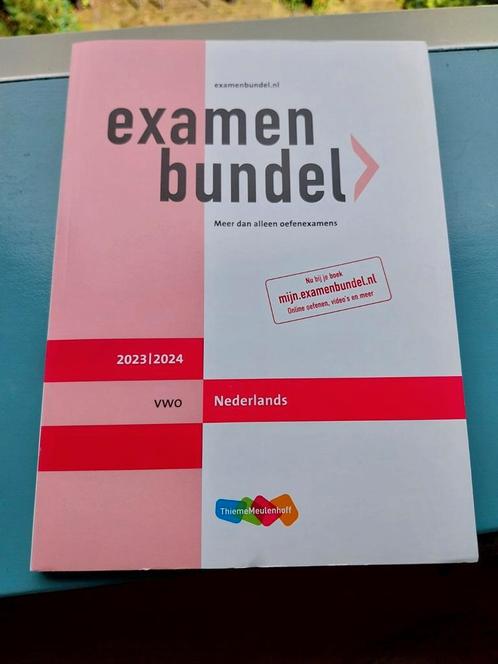 examenbundel.nl
examen
bundel
Meer dan alleen oefenexamens
Nu bij je boek
mijn.examenbundel.nl
Online oefenen, video's en meer
2023|2024
vwo
Nederlands
ThiemeMeulenhoff